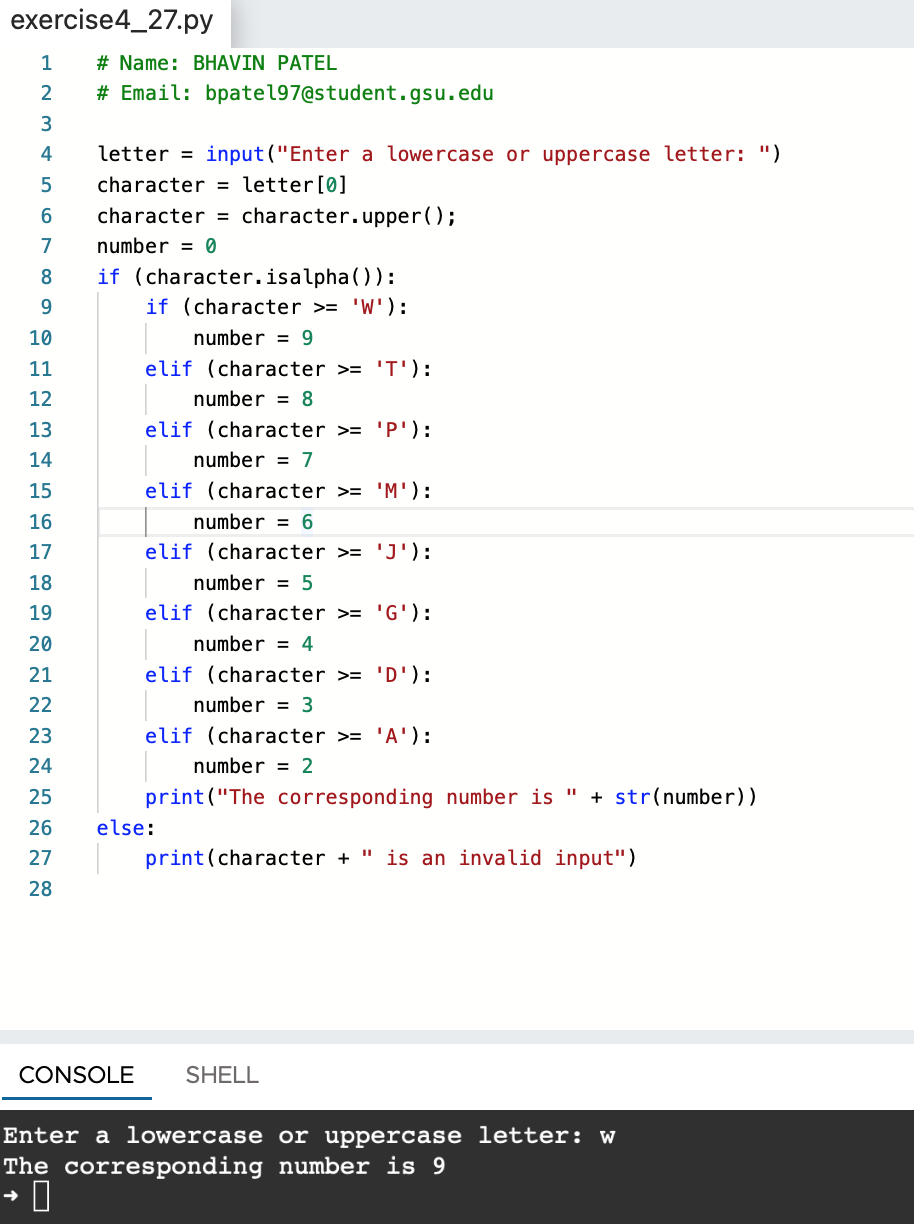 exercise4_27.py
1 # Name: BHAVIN PATEL
2 # Email: bpatel97@student.gsu.edu
3
4 letter = input("Enter a lowercase or uppercase letter: ")
5 character = letter[0]
6 character = character.upper();
7 number = 0
8 if (character.isalpha()):
9     if (character >= 'W'):
10         number = 9
11     elif (character >= 'T'):
12         number = 8
13     elif (character >= 'P'):
14         number = 7
15     elif (character >= 'M'):
16         number = 6
17     elif (character >= 'J'):
18         number = 5
19     elif (character >= 'G'):
20         number = 4
21     elif (character >= 'D'):
22         number = 3
23     elif (character >= 'A'):
24         number = 2
25     print("The corresponding number is " + str(number))
26 else:
27     print(character + " is an invalid input")
28
CONSOLE SHELL
Enter a lowercase or uppercase letter: w
The corresponding number is 9
➜